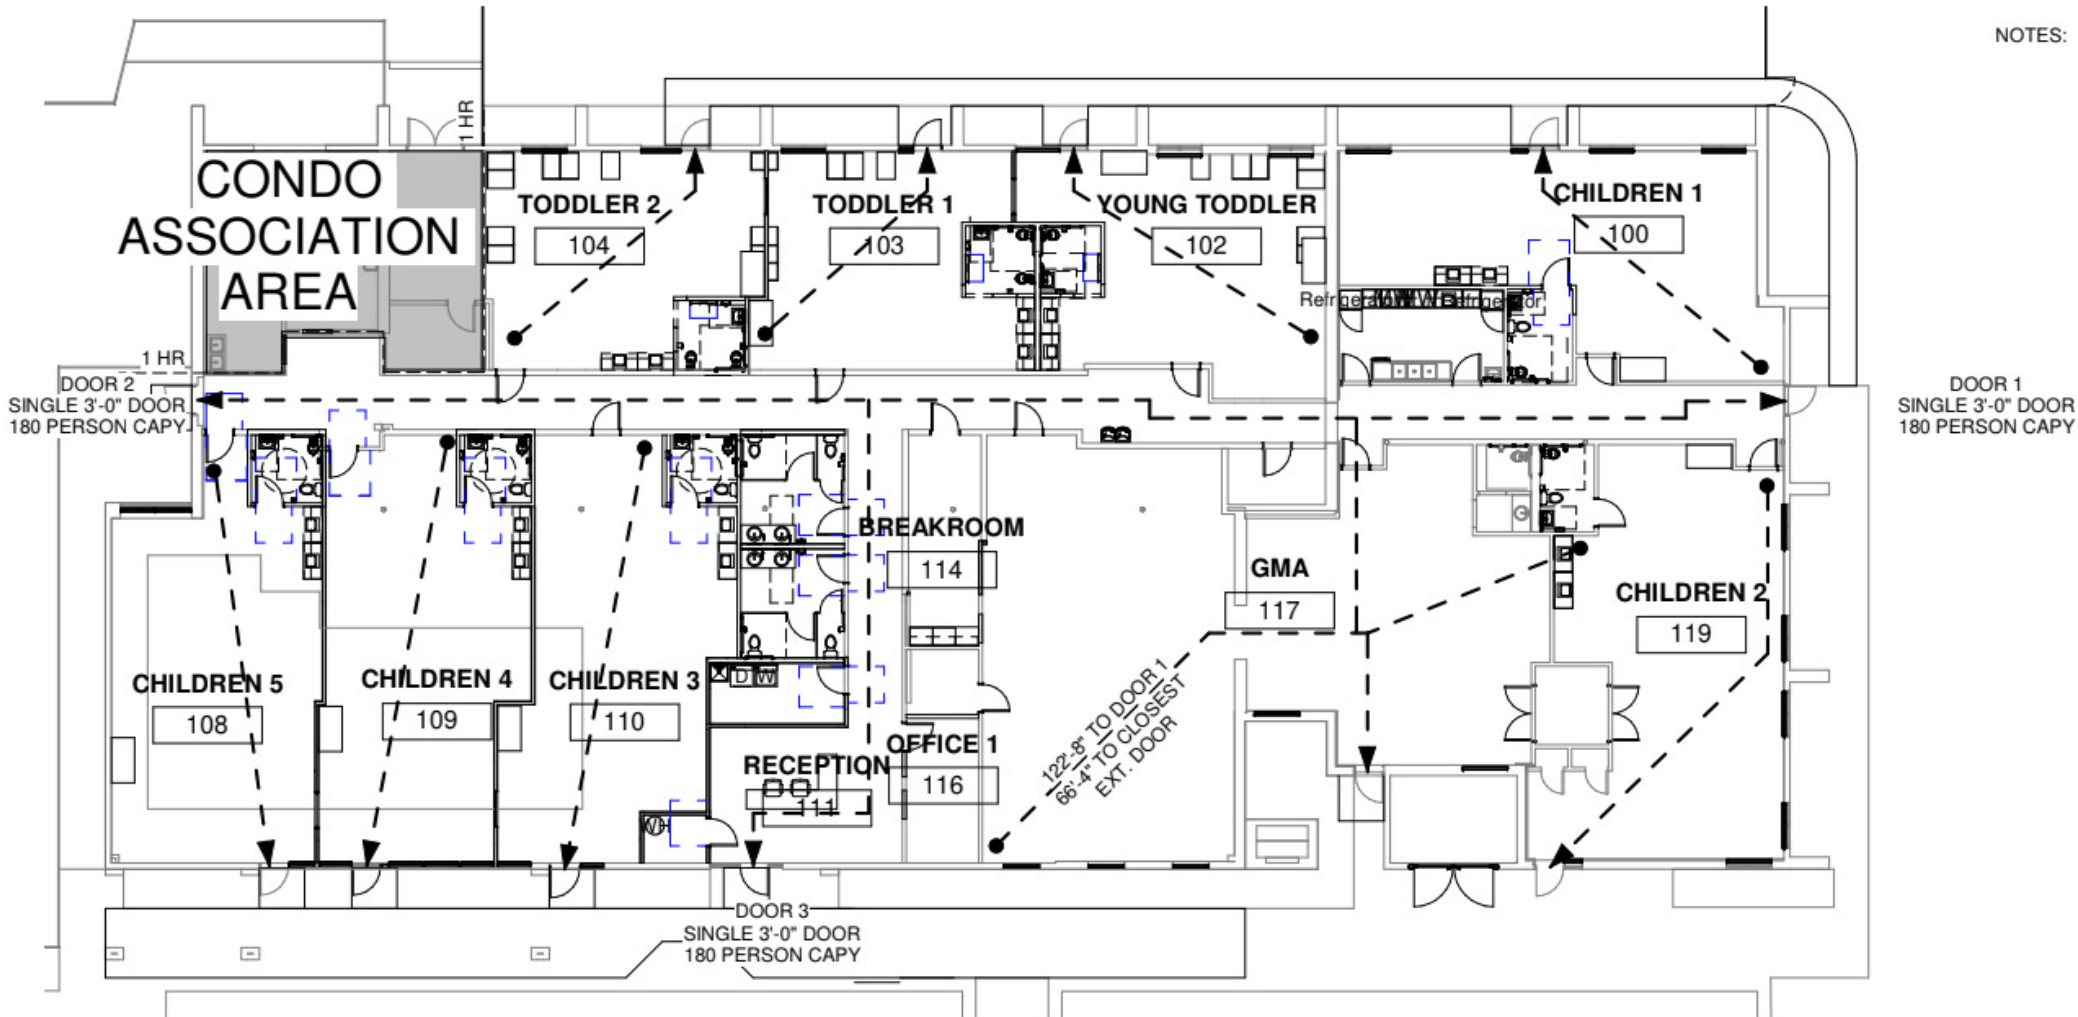 NOTES:
1 HR
CONDO
ASSOCIATION
AREA
TODDLER 2
104
TODDLER 1
103
YOUNG TODDLER
102
CHILDREN 1
100
1 HR
DOOR 2
SINGLE 3'-0" DOOR
180 PERSON CAPY
DOOR 1
SINGLE 3'-0" DOOR
180 PERSON CAPY
BREAKROOM
114
GMA
117
CHILDREN 2
119
CHILDREN 5
108
CHILDREN 4
109
CHILDREN 3
110
D W
RECEPTION
111
OFFICE 1
116
122'-8" TO DOOR 1
66'-4" TO CLOSEST
EXT. DOOR
DOOR 3
SINGLE 3'-0" DOOR
180 PERSON CAPY